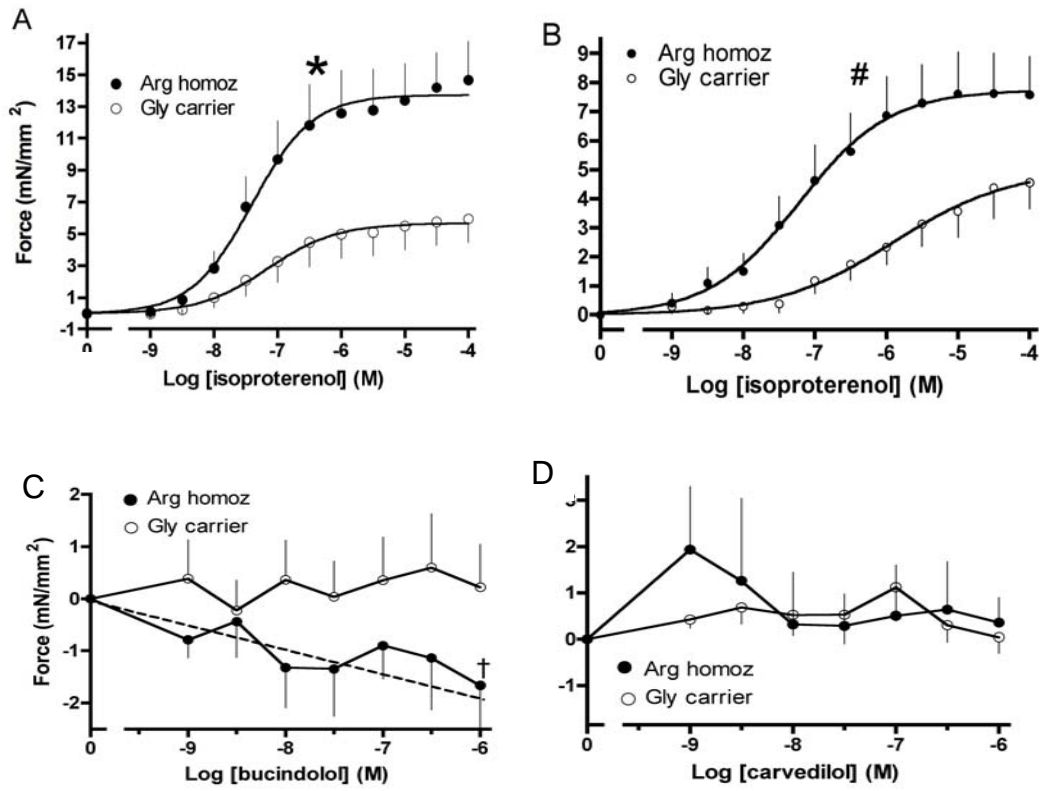 A
17
15
13
11
9
7
5
3
1
-1
Force (mN/mm 2)
Arg homoz
Gly carrier
*
-9 -8 -7 -6 -5 -4
Log [isoproterenol] (M)
B
9
8
7
6
5
4
3
2
1
0
Arg homoz
Gly carrier
#
0 -9 -8 -7 -6 -5 -4
Log [isoproterenol] (M)
C
2
1
0
-1
-2
Force (mN/mm2)
Arg homoz
Gly carrier
†
0 -9 -8 -7 -6
Log [bucindolol] (M)
D
2
1
0
-1
Arg homoz
Gly carrier
0 -9 -8 -7 -6
Log [carvedilol] (M)